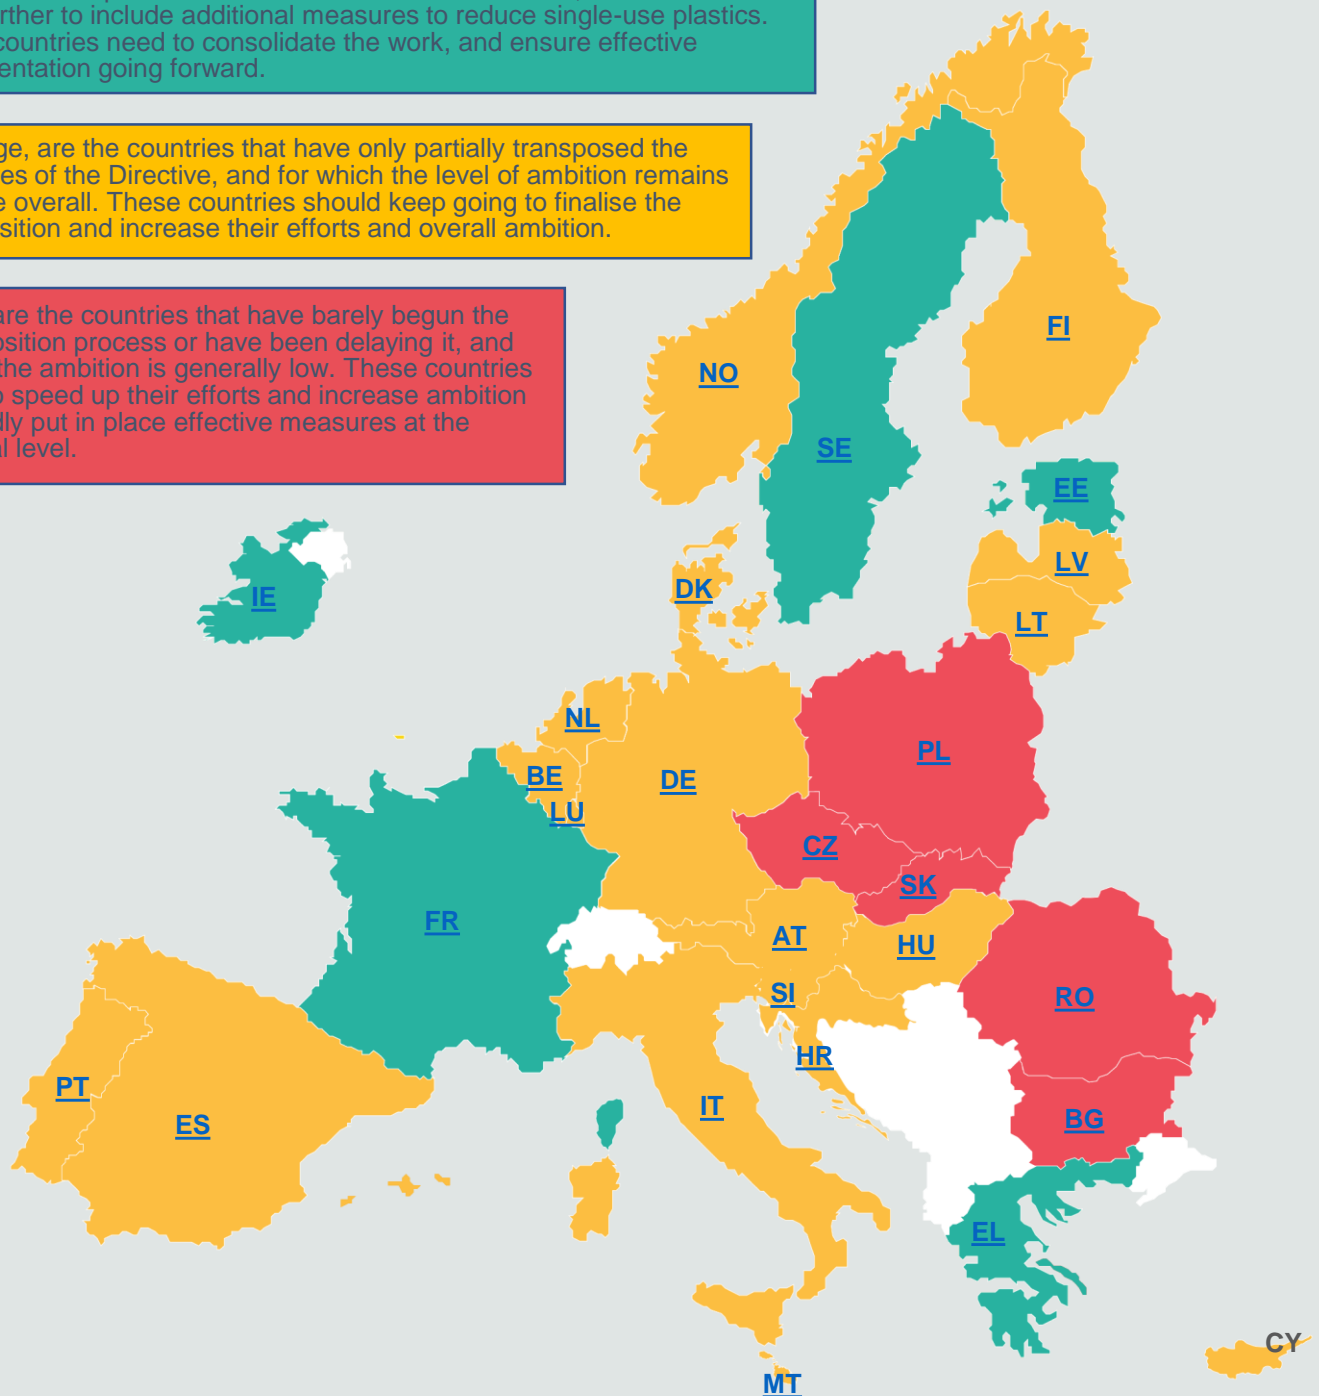 rther to include additional measures to reduce single-use plastics.
countries need to consolidate the work, and ensure effective
entation going forward.
ge, are the countries that have only partially transposed the
es of the Directive, and for which the level of ambition remains
e overall. These countries should keep going to finalise the
sition and increase their efforts and overall ambition.
are the countries that have barely begun the
osition process or have been delaying it, and
the ambition is generally low. These countries
o speed up their efforts and increase ambition
dly put in place effective measures at the
al level.
FI
NO
SE
EE
LV
DK
IE
LT
NL
PL
BE
DE
LU
CZ
SK
FR
AT
HU
SI
RO
HR
PT
IT
ES
BG
EL
CY
MT